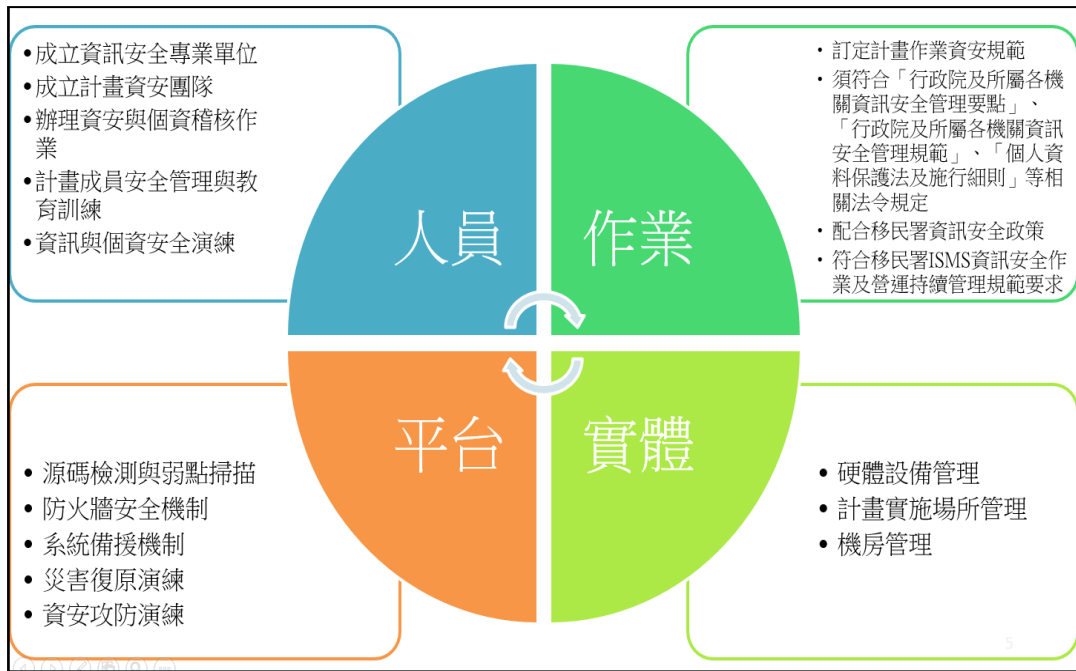 •成立資訊安全專業單位
•成立計畫資安團隊
•辦理資安與個資稽核作
業
•計畫成員安全管理與教
育訓練
•資訊與個資安全演練
• 訂定計畫作業資安規範
• 須符合「行政院及所屬各機
關資訊安全管理要點」、
「行政院及所屬各機關資訊
安全管理規範」、「個人資
料保護法及施行細則」等相
關法令規定
• 配合移民署資訊安全政策
• 符合移民署ISMS資訊安全作
業及營運持續管理規範要求
人員
作業
平台
實體
• 源碼檢測與弱點掃描
• 防火牆安全機制
• 系統備援機制
• 災害復原演練
• 資安攻防演練
• 硬體設備管理
• 計畫實施場所管理
• 機房管理
5